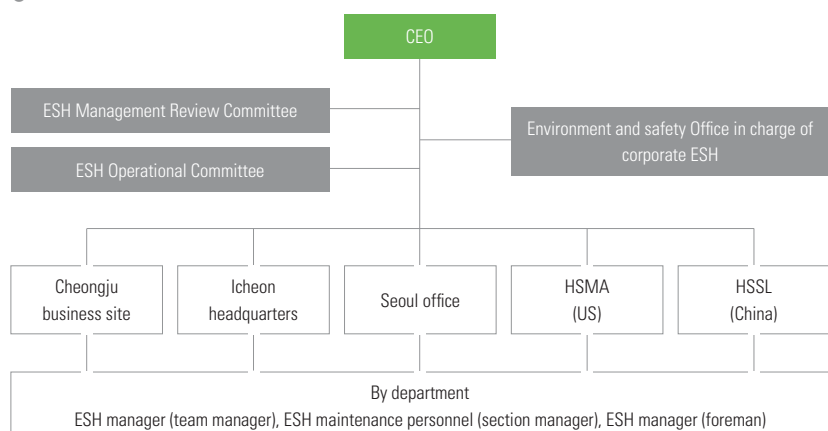 CEO
ESH Management Review Committee
Environment and safety Office in charge of
corporate ESH
ESH Operational Committee
Cheongju
business site
Icheon
headquarters
Seoul office
HSMA
(US)
HSSL
(China)
By department
ESH manager (team manager), ESH maintenance personnel (section manager), ESH manager (foreman)